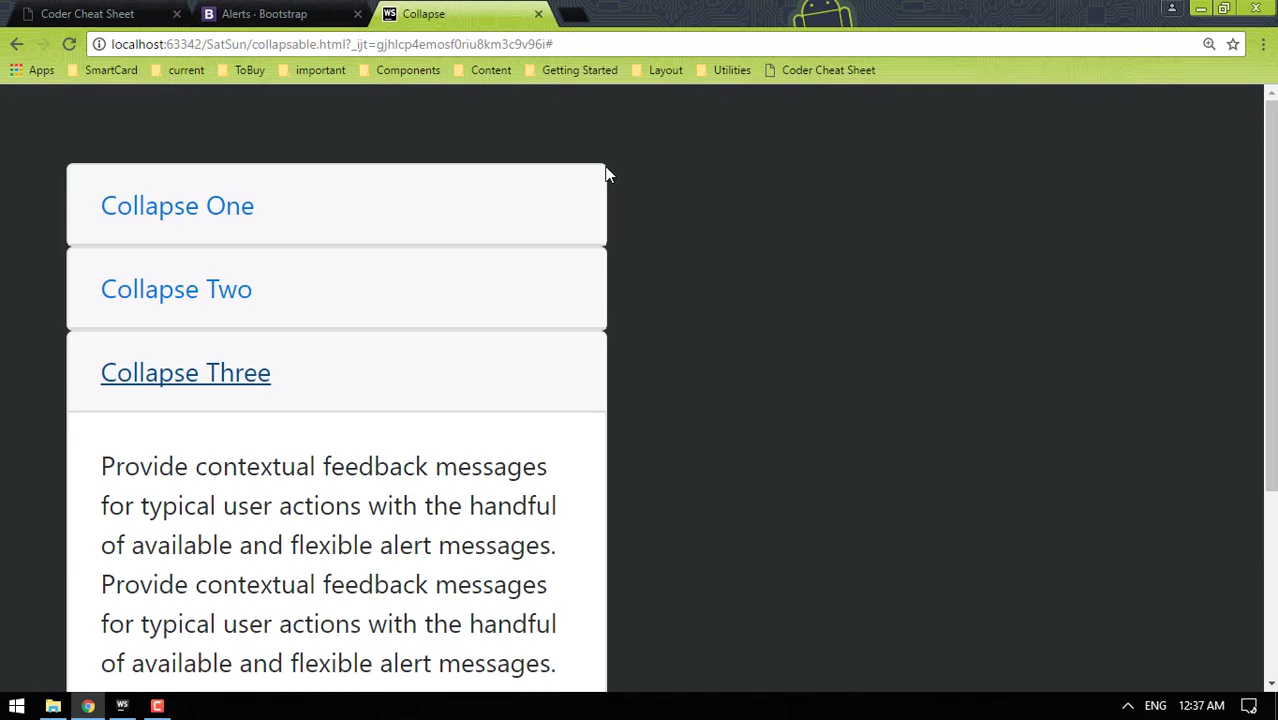 Coder Cheat Sheet
Alerts · Bootstrap
WS
Collapse
localhost:63342/SatSun/collapsable.html?_ijt=gjhlcp4emosf0riu8km3c9v96i#
Apps
SmartCard
current
ToBuy
important
Components
Content
Getting Started
Layout
Utilities
Coder Cheat Sheet
Collapse One
Collapse Two
Collapse Three
Provide contextual feedback messages
for typical user actions with the handful
of available and flexible alert messages.
Provide contextual feedback messages
for typical user actions with the handful
of available and flexible alert messages.
WS
C
ENG
12:37 AM